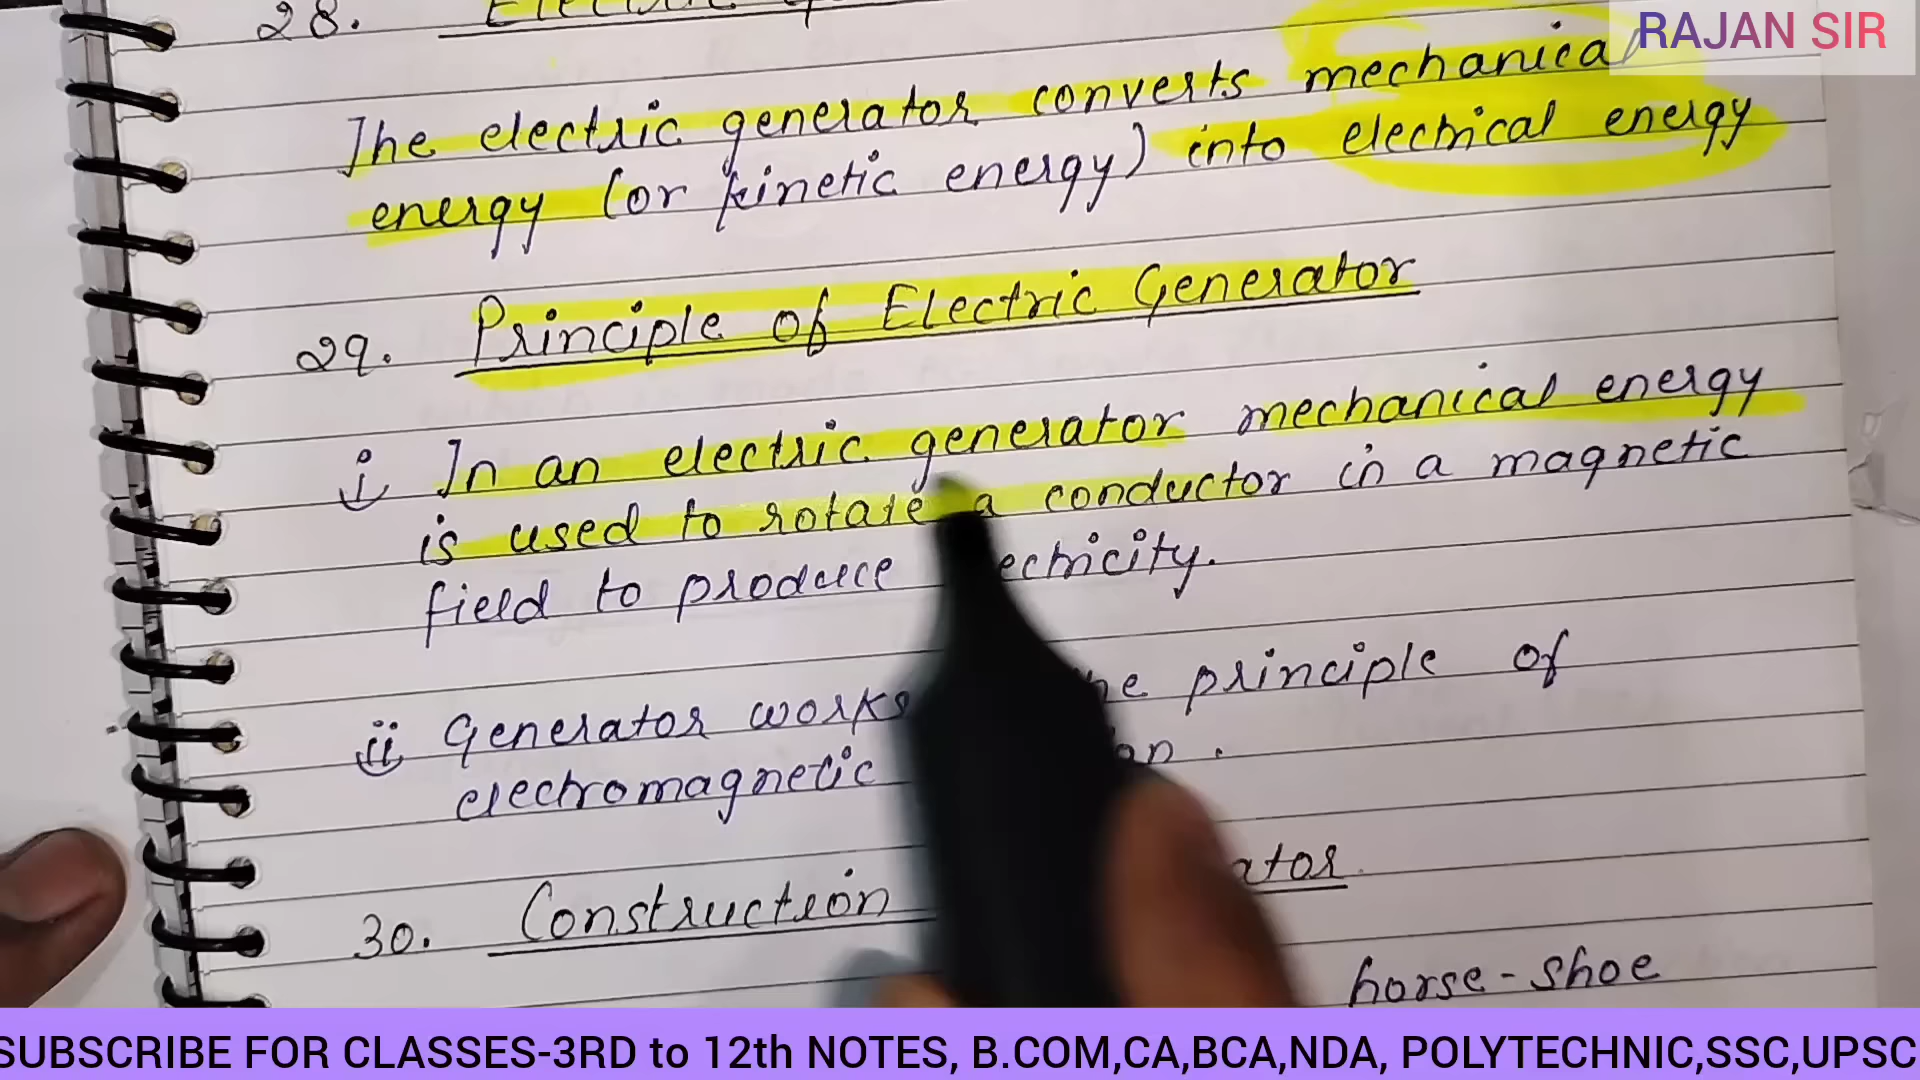 RAJAN SIR
28. Electric
The electric generator converts mechanical
energy (or kinetic energy) into electrical energy
29. Principle of Electric Generator
i In an electric generator mechanical energy
is used to rotate a conductor in a magnetic
field to produce ectricity.
ii Generator works principle of
electromagnetic
30. Construction ator
horse-shoe
SUBSCRIBE FOR CLASSES-3RD to 12th NOTES, B.COM,CA,BCA,NDA, POLYTECHNIC,SSC,UPSC